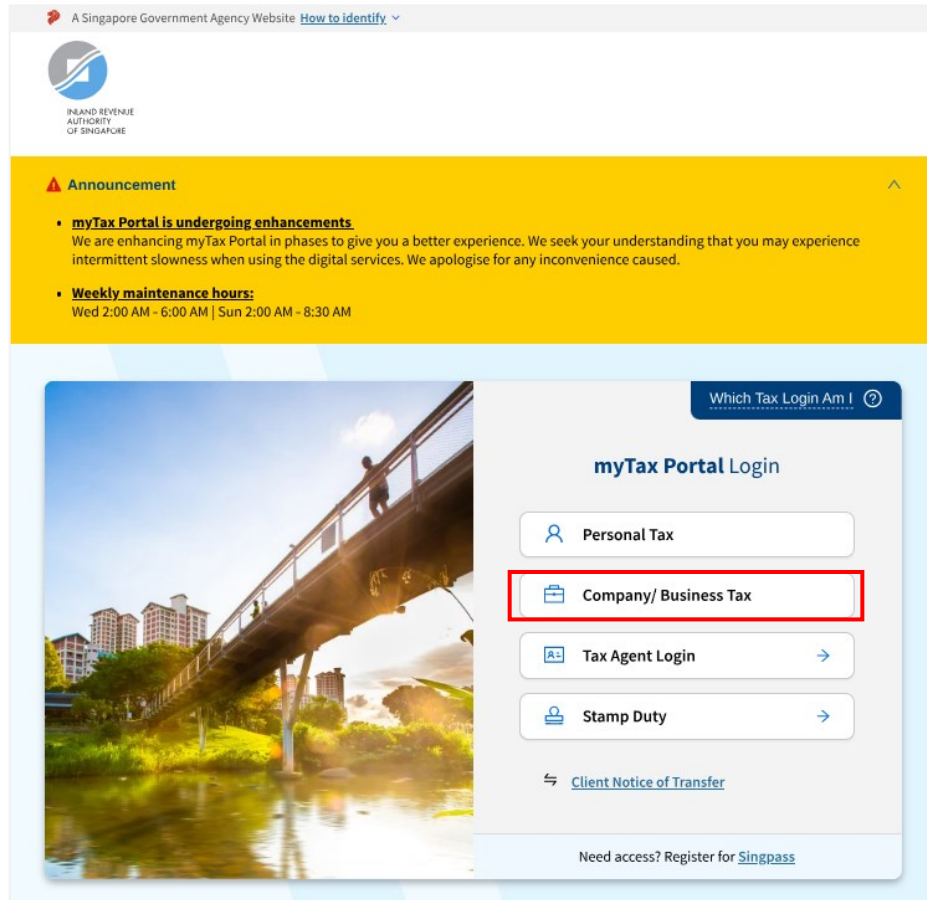 A Singapore Government Agency Website How to identify
INLAND REVENUE
AUTHORITY
OF SINGAPORE
Announcement
• myTax Portal is undergoing enhancements
We are enhancing myTax Portal in phases to give you a better experience. We seek your understanding that you may experience
intermittent slowness when using the digital services. We apologise for any inconvenience caused.
• Weekly maintenance hours:
Wed 2:00 AM - 6:00 AM | Sun 2:00 AM - 8:30 AM
Which Tax Login Am I ?
myTax Portal Login
Personal Tax
Company/ Business Tax
Tax Agent Login
Stamp Duty
Client Notice of Transfer
Need access? Register for Singpass